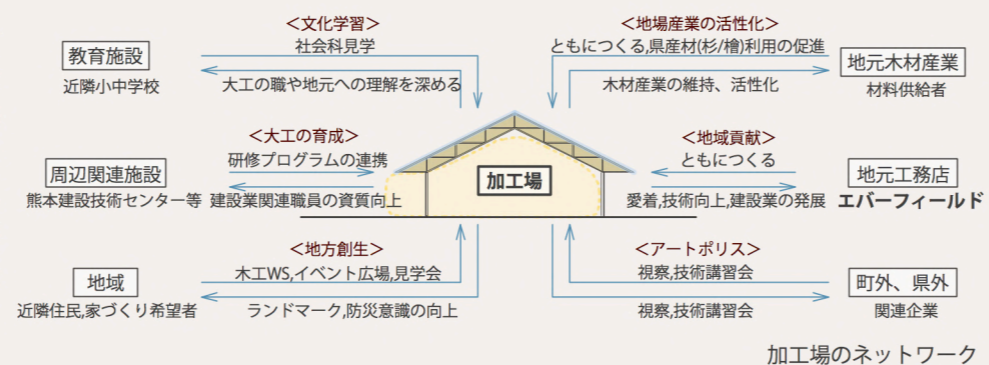 <文化学習>
社会科見学
教育施設
近隣小中学校
大工の職や地元への理解を深める
<地場産業の活性化>
ともにつくる,県産材(杉/檜)利用の促進
地元木材産業
材料供給者
木材産業の維持、活性化
<大工の育成>
研修プログラムの連携
周辺関連施設
熊本建設技術センター等
建設業関連職員の資質向上
加工場
<地域貢献>
ともにつくる
地元工務店
エバーフィールド
愛着,技術向上,建設業の発展
<地方創生>
木工WS,イベント広場,見学会
地域
近隣住民,家づくり希望者
ランドマーク,防災意識の向上
<アートポリス>
視察,技術講習会
町外、県外
関連企業
視察,技術講習会
加工場のネットワーク